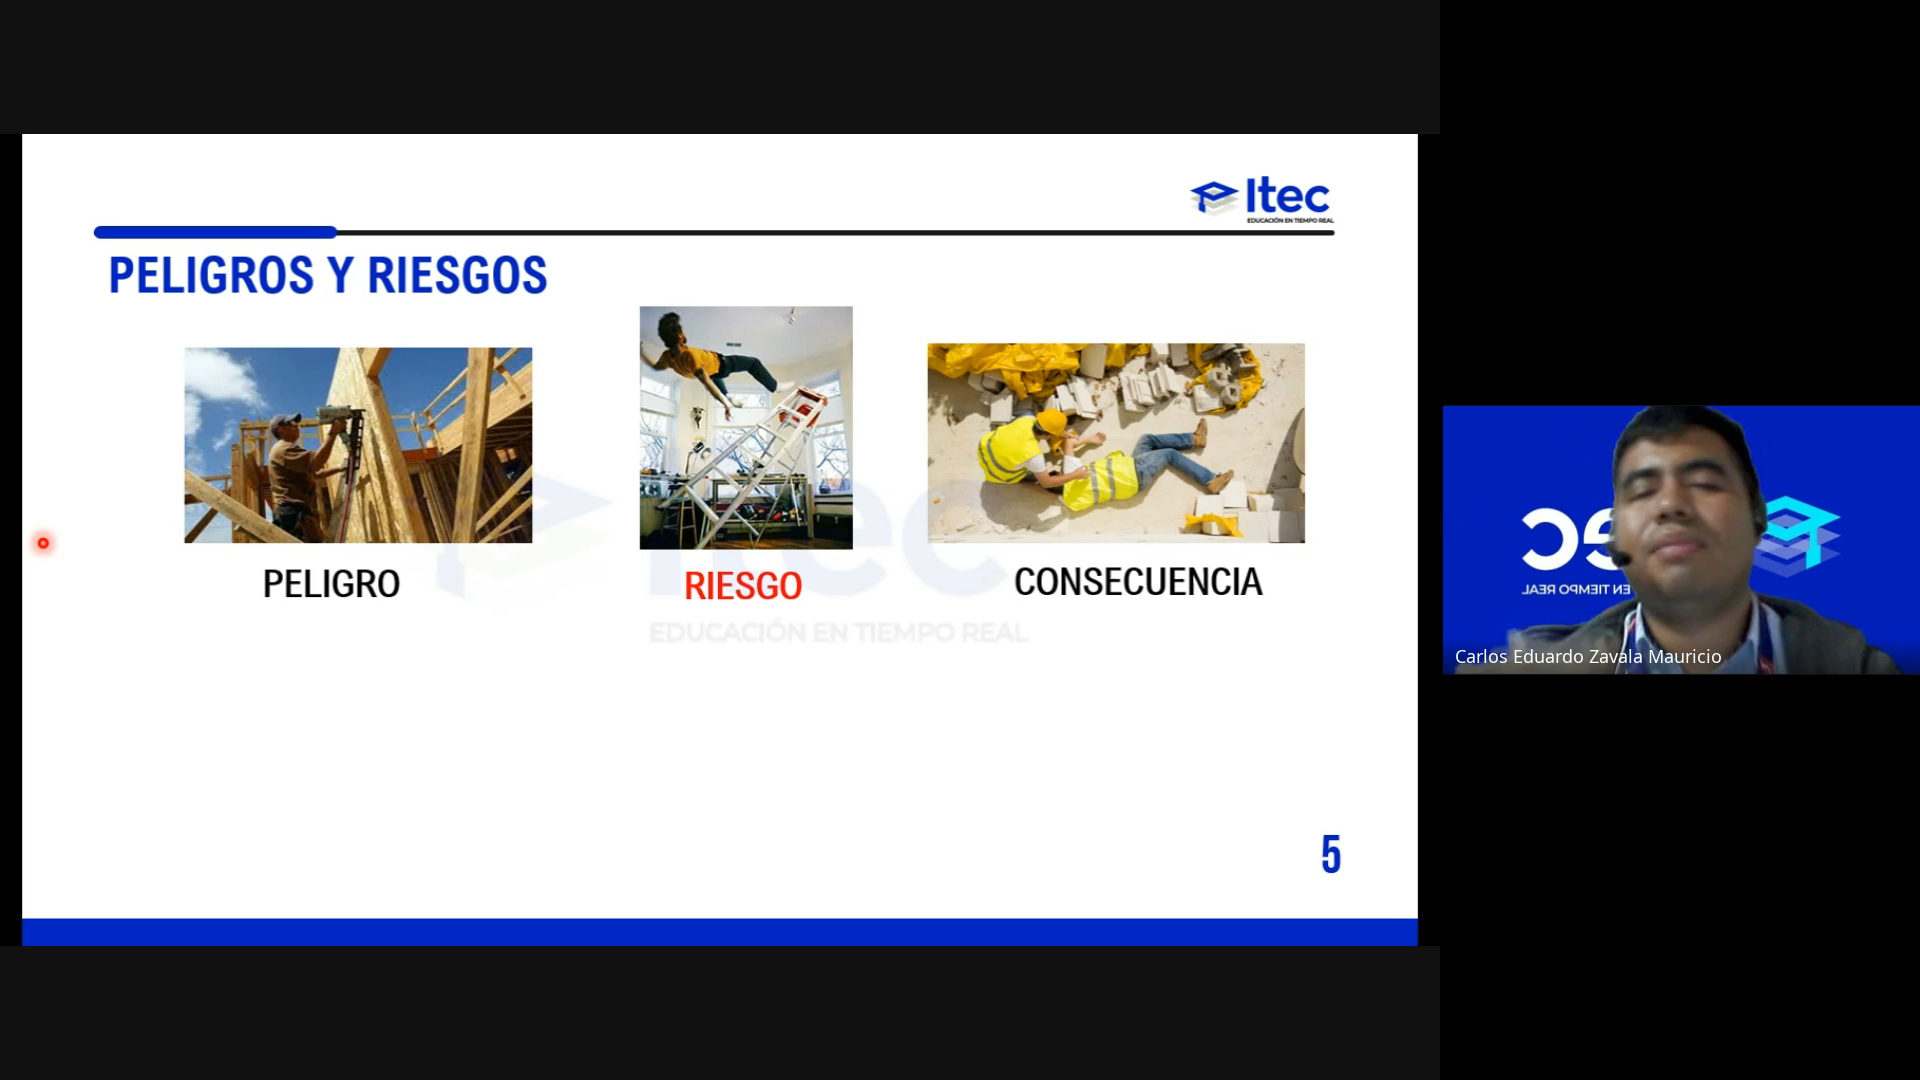 Itec
EDUCACIÓN EN TIEMPO REAL
PELIGROS Y RIESGOS
PELIGRO
RIESGO
CONSECUENCIA
Itec
EDUCACIÓN EN TIEMPO REAL
5
EN TIEMPO REAL
Carlos Eduardo Zavala Mauricio